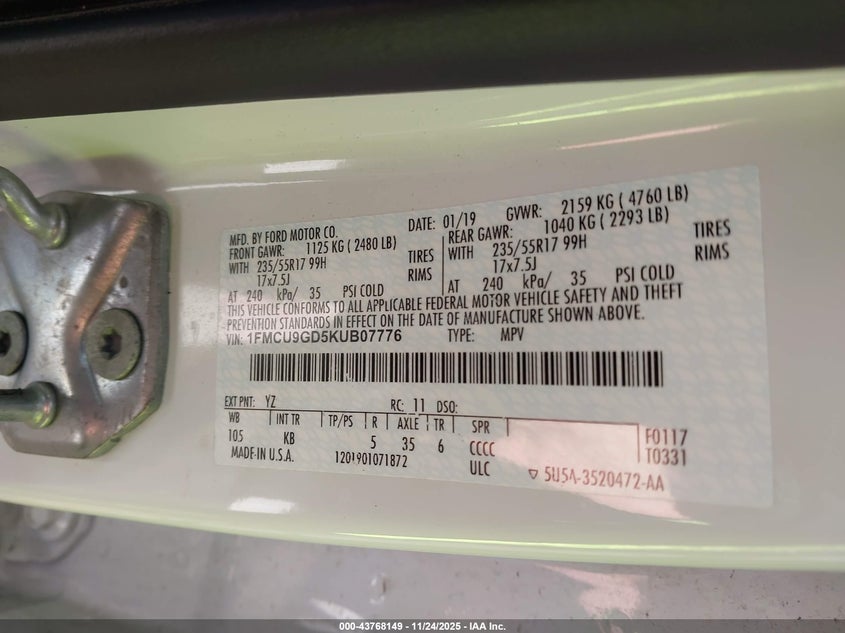 MFD. BY FORD MOTOR CO.
DATE: 01/19 GVWR: 2159 KG ( 4760 LB)
FRONT GAWR: 1125 KG ( 2480 LB)
REAR GAWR: 1040 KG ( 2293 LB)
WITH 235/55R17 99H TIRES
WITH 235/55R17 99H TIRES
17x7.5J RIMS
17x7.5J RIMS
AT 240 kPa/ 35 PSI COLD
AT 240 kPa/ 35 PSI COLD
THIS VEHICLE CONFORMS TO ALL APPLICABLE FEDERAL MOTOR VEHICLE SAFETY AND THEFT
PREVENTION STANDARDS IN EFFECT ON THE DATE OF MANUFACTURE SHOWN ABOVE.
VIN: 1FMCU9GD5KUB07776 TYPE: MPV
EXT PNT: YZ RC: 11 DSO:
WB INT TR TP/PS R AXLE TR SPR
105 KB 5 35 6 CCCC
F0117
T0331
MADE IN U.S.A. 1201901071872 ULC
5U5A-3520472-AA
000-43768149 — 11/24/2025 — IAA Inc.